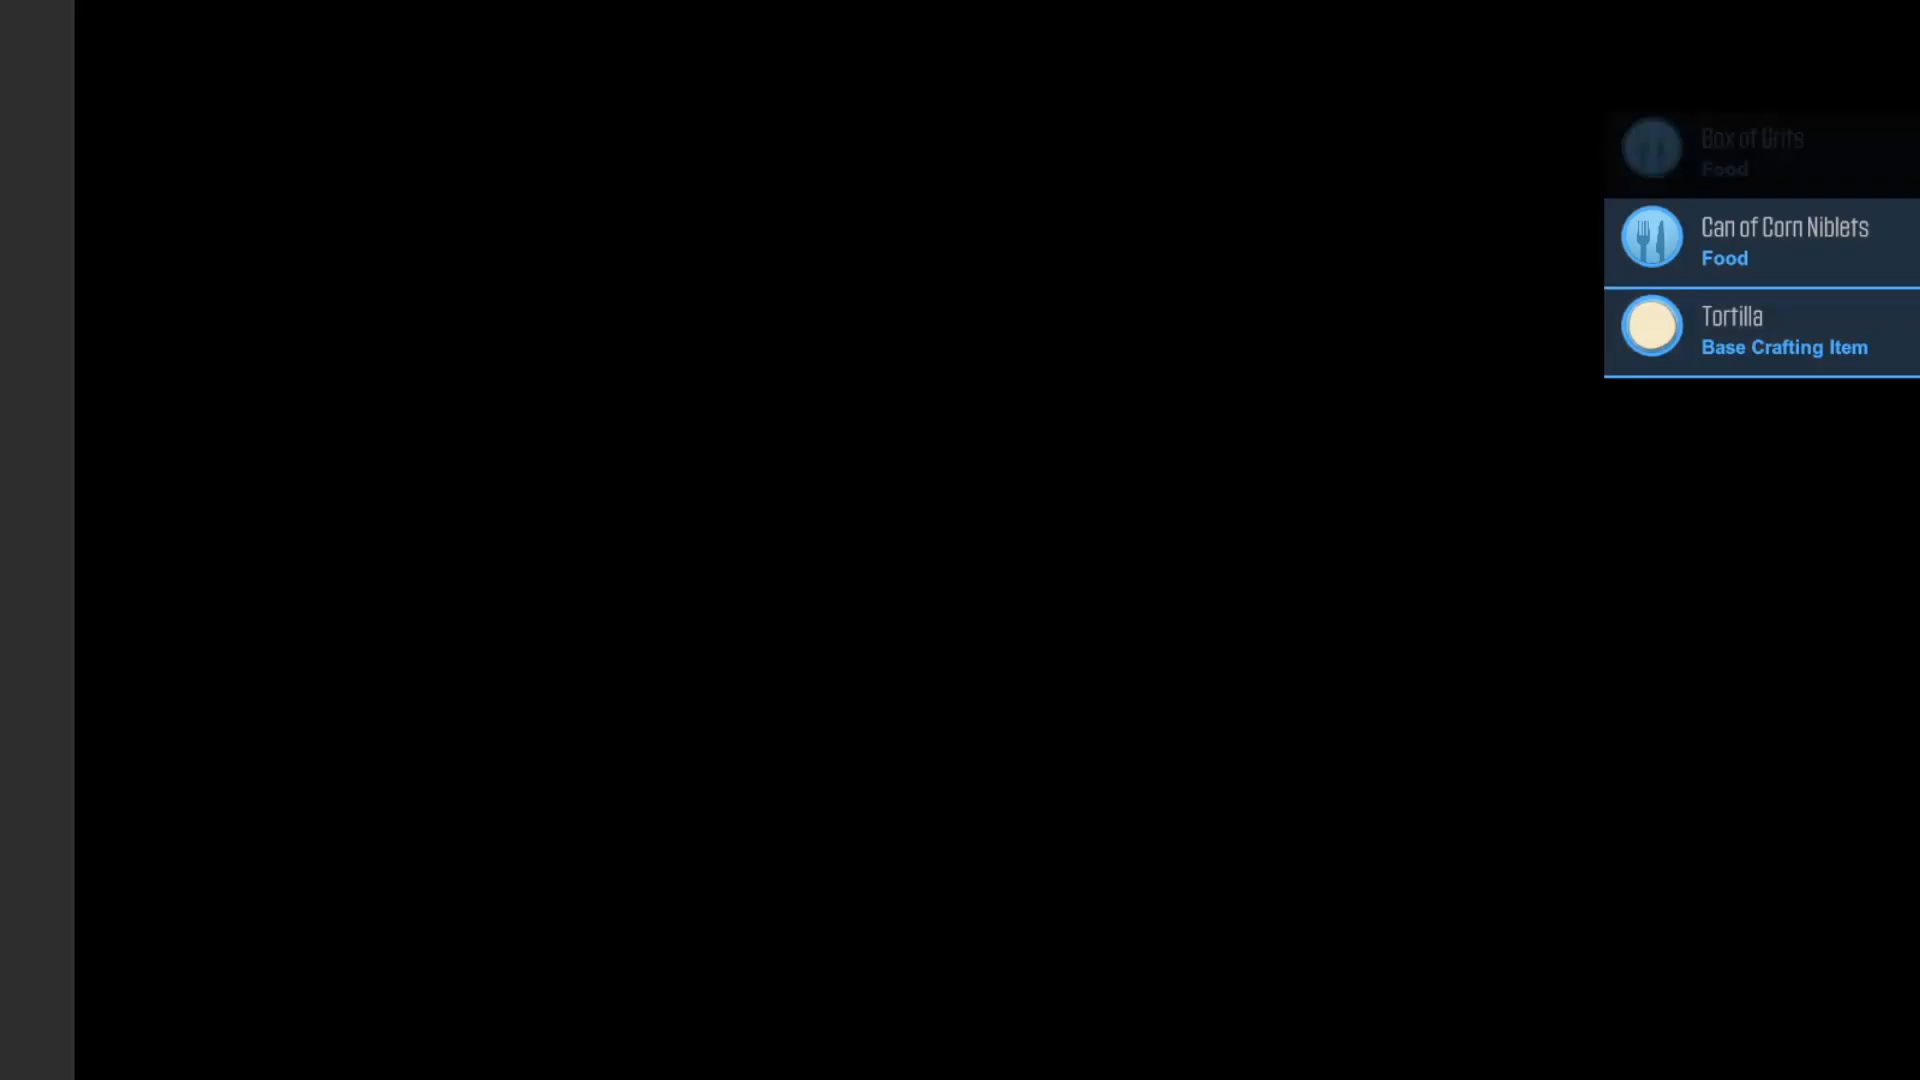 Box of Grits
Food
Can of Corn Niblets
Food
Tortilla
Base Crafting Item